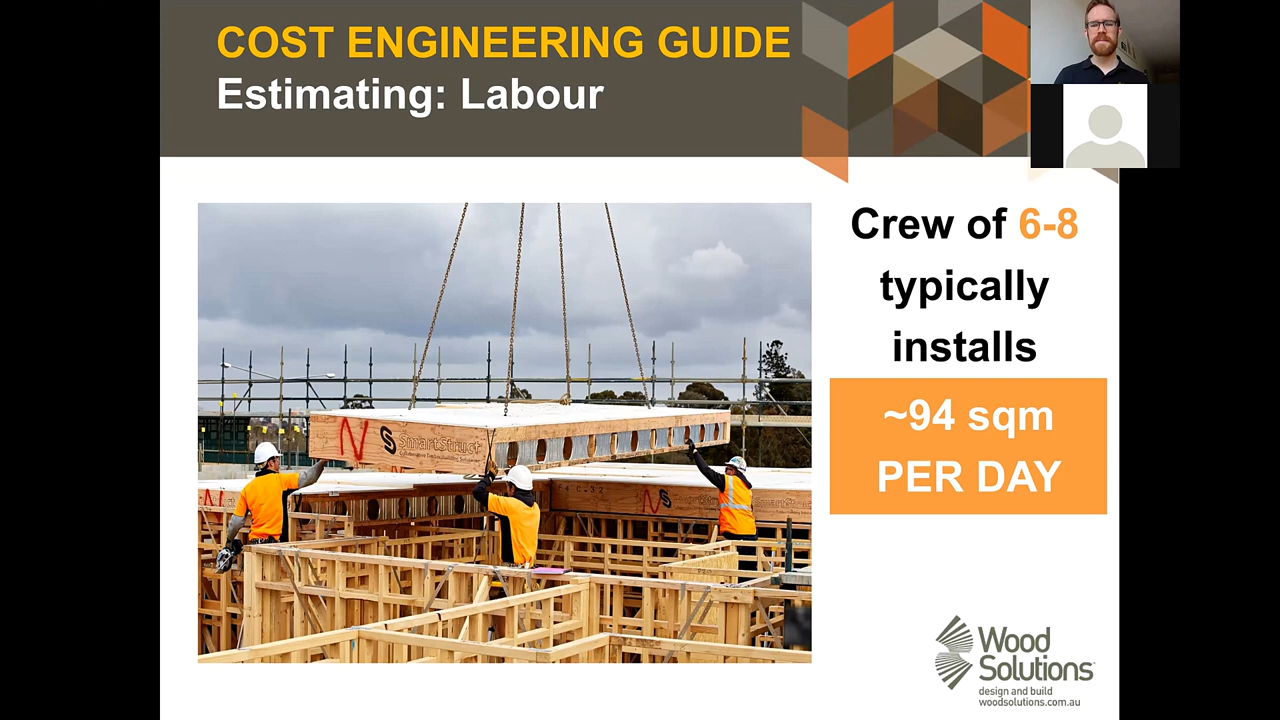 COST ENGINEERING GUIDE
Estimating: Labour
Crew of 6-8
typically
installs
~94 sqm
PER DAY
SmartStruct
Wood
Solutions
design and build
woodsolutions.com.au